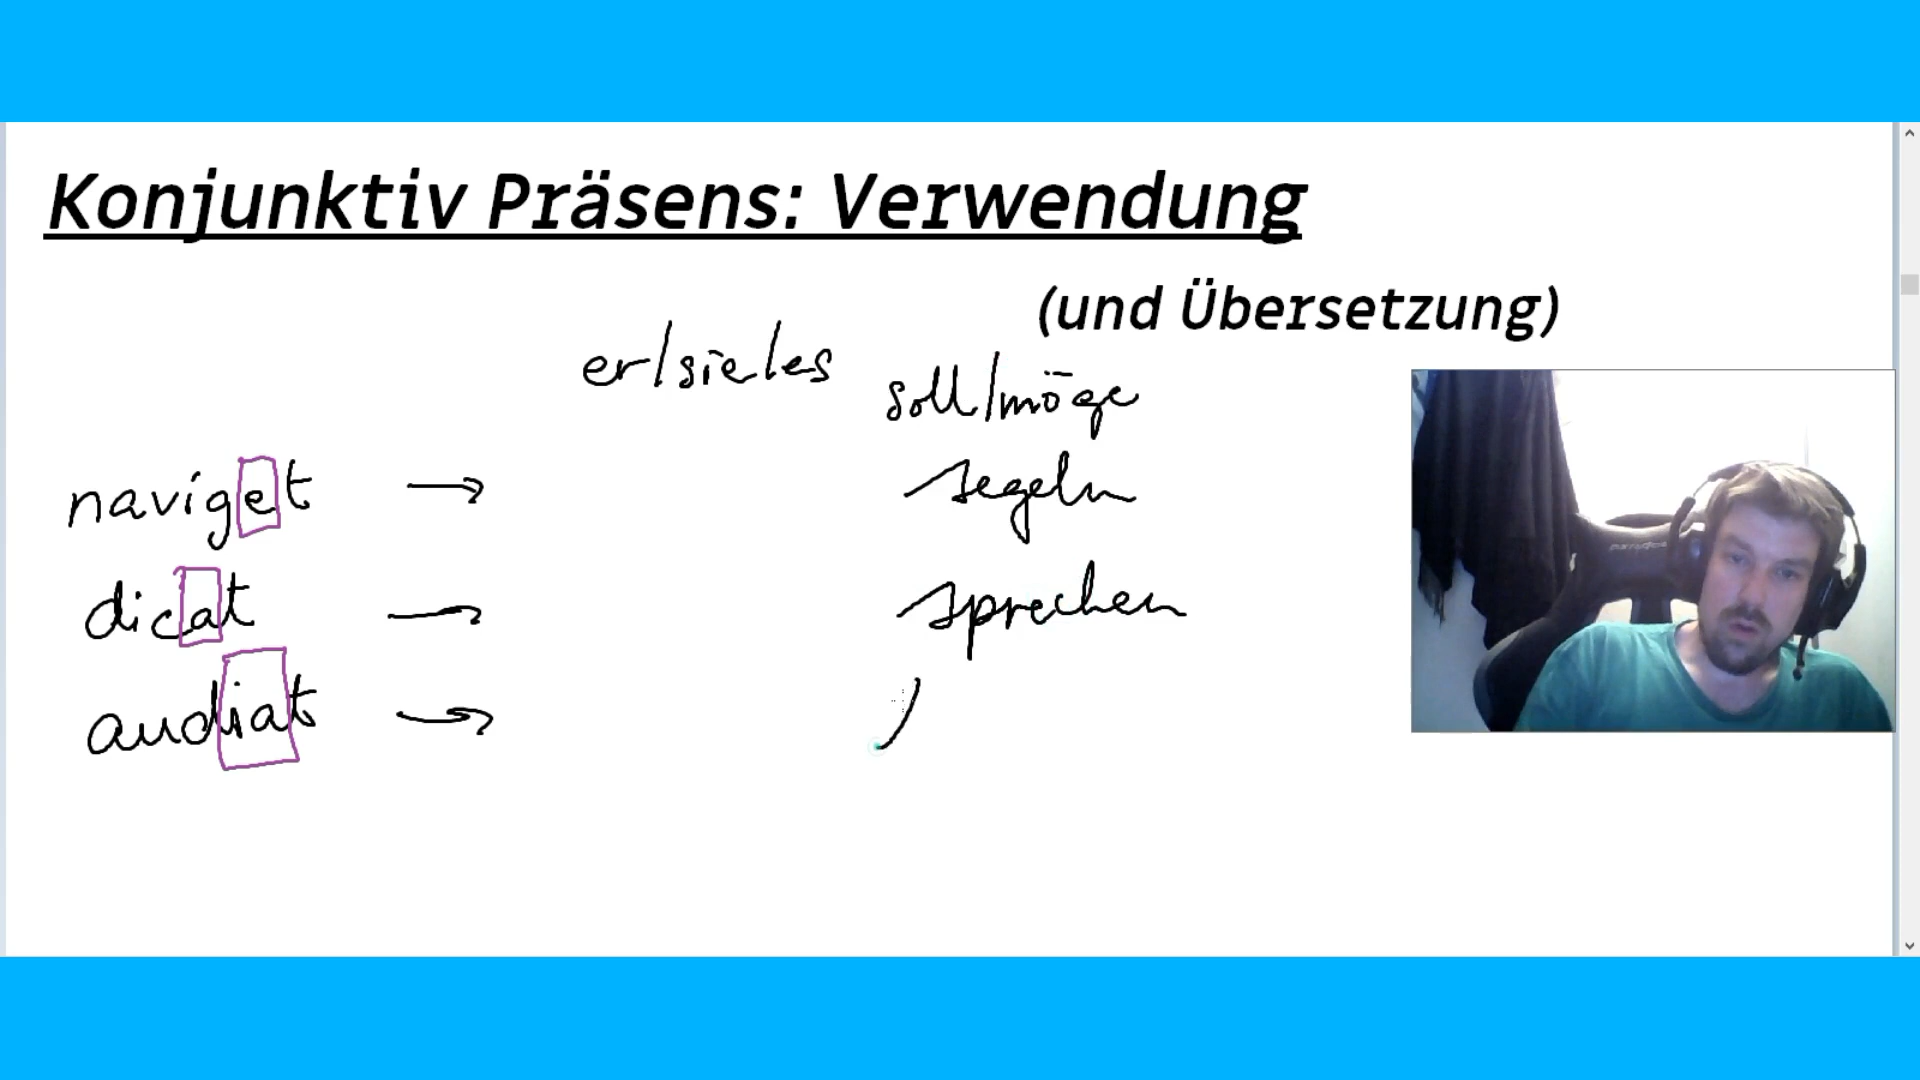 Konjunktiv Präsens: Verwendung
(und Übersetzung)
er/sie/es soll/möge
naviget → segeln
dicat → sprechen
audiat →